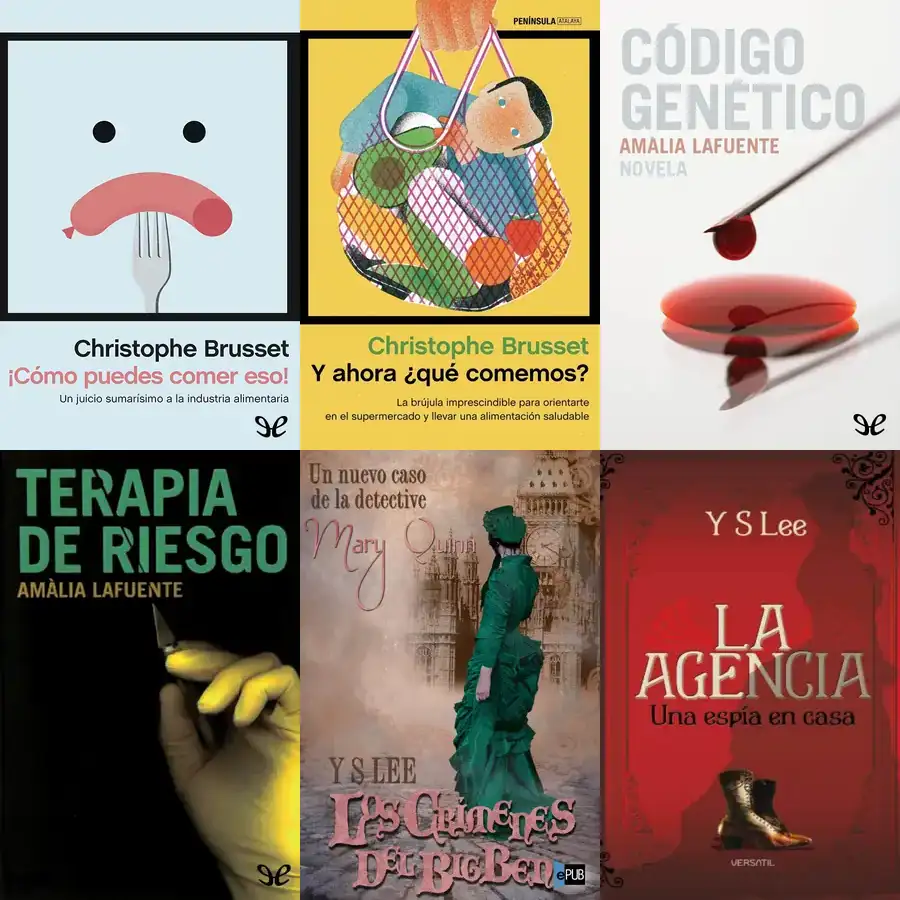 Christophe Brusset
¡Cómo puedes comer eso!
Un juicio sumarísimo a la industria alimentaria
PENÍNSULA ATALAYA
Christophe Brusset
Y ahora ¿qué comemos?
La brújula imprescindible para orientarte
en el supermercado y llevar una alimentación saludable
CÓDIGO
GENÉTICO
AMÀLIA LAFUENTE
NOVELA
TERAPIA
DE RIESGO
AMÀLIA LAFUENTE
Un nuevo caso
de la detective
Mary Quinn
Y S LEE
Los Crímenes
Del Big Ben
ePUB
Y S Lee
LA
AGENCIA
Una espía en casa
VERSATIL